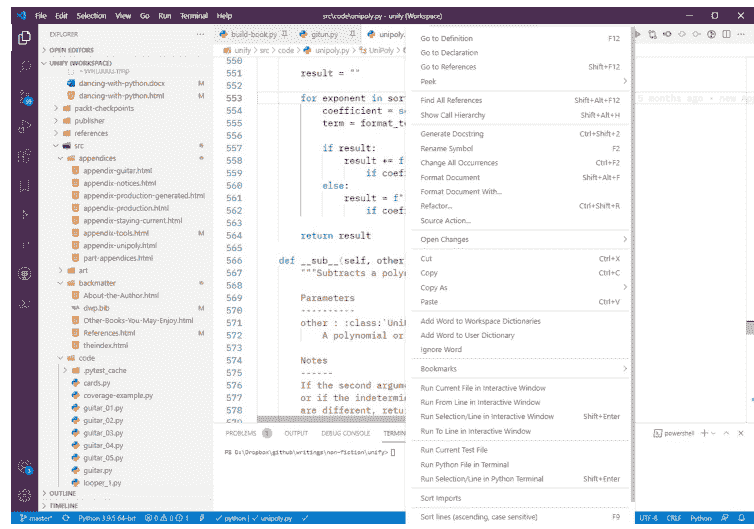 File Edit Selection View Go Run Terminal Help
src\code\unipoly.py - unify (Workspace)
EXPLORER
OPEN EDITORS
UNIFY (WORKSPACE)
dancing-with-python.docx M
dancing-with-python.html M
packt-checkpoints
publisher
references
src
appendices
appendix-guitar.html
appendix-notices.html
appendix-production-generated.html
appendix-production.html
appendix-staying-current.html
appendix-tools.html M
appendix-unipoly.html
part-appendices.html
art
backmatter
About-the-Author.html
dwp.bib M
Other-Books-You-May-Enjoy.html
References.html M
theindex.html
code
.pytest_cache
cards.py
coverage-example.py
guitar_01.py
guitar_02.py
guitar_03.py
guitar_04.py
guitar_05.py
guitar.py
looper_1.py
OUTLINE
TIMELINE
build-book.py gitun.py unipoly.
unify > src > code > unipoly.py > UniPoly >
550
551 result = ""
552
553 for exponent in sor
554 coefficient = s
555 term = format_t
556
557 if result:
558 result += f
559 if coef
560 else:
561 result = f"
562 if coef
563
564 return result
565
566 def __sub__(self, other
567 """Subtracts a poly
568
569 Parameters
570 ----------
571 other : :class:`Uni
572 A polynomial or
573
574 Notes
575 ------
576 If the second argum
577 or if the indetermi
578 are different, retu
579
5 months ago • new
PROBLEMS 1 OUTPUT DEBUG CONSOLE TERMIN
powershell
PS D:\Dropbox\github\writings\non-fiction\unify>
Go to Definition F12
Go to Declaration
Go to References Shift+F12
Peek
Find All References Shift+Alt+F12
Show Call Hierarchy Shift+Alt+H
Generate Docstring Ctrl+Shift+2
Rename Symbol F2
Change All Occurrences Ctrl+F2
Format Document Shift+Alt+F
Format Document With...
Refactor... Ctrl+Shift+R
Source Action...
Open Changes
Cut Ctrl+X
Copy Ctrl+C
Copy As
Paste Ctrl+V
Add Word to Workspace Dictionaries
Add Word to User Dictionary
Ignore Word
Bookmarks
Run Current File in Interactive Window
Run From Line in Interactive Window
Run Selection/Line in Interactive Window Shift+Enter
Run To Line in Interactive Window
Run Current Test File
Run Python File in Terminal
Run Selection/Line in Python Terminal Shift+Enter
Sort Imports
Sort lines (ascending, case sensitive) F9
master* Python 3.9.5 64-bit 0 0 1 python | unipoly.py UTF-8 CRLF Python